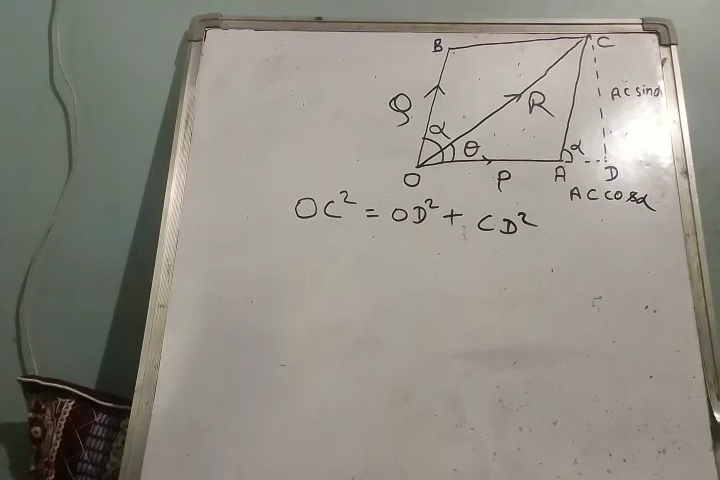 B C
Q α θ R AC sinα
α
O P A D
AC cosα
OC² = OD² + CD²